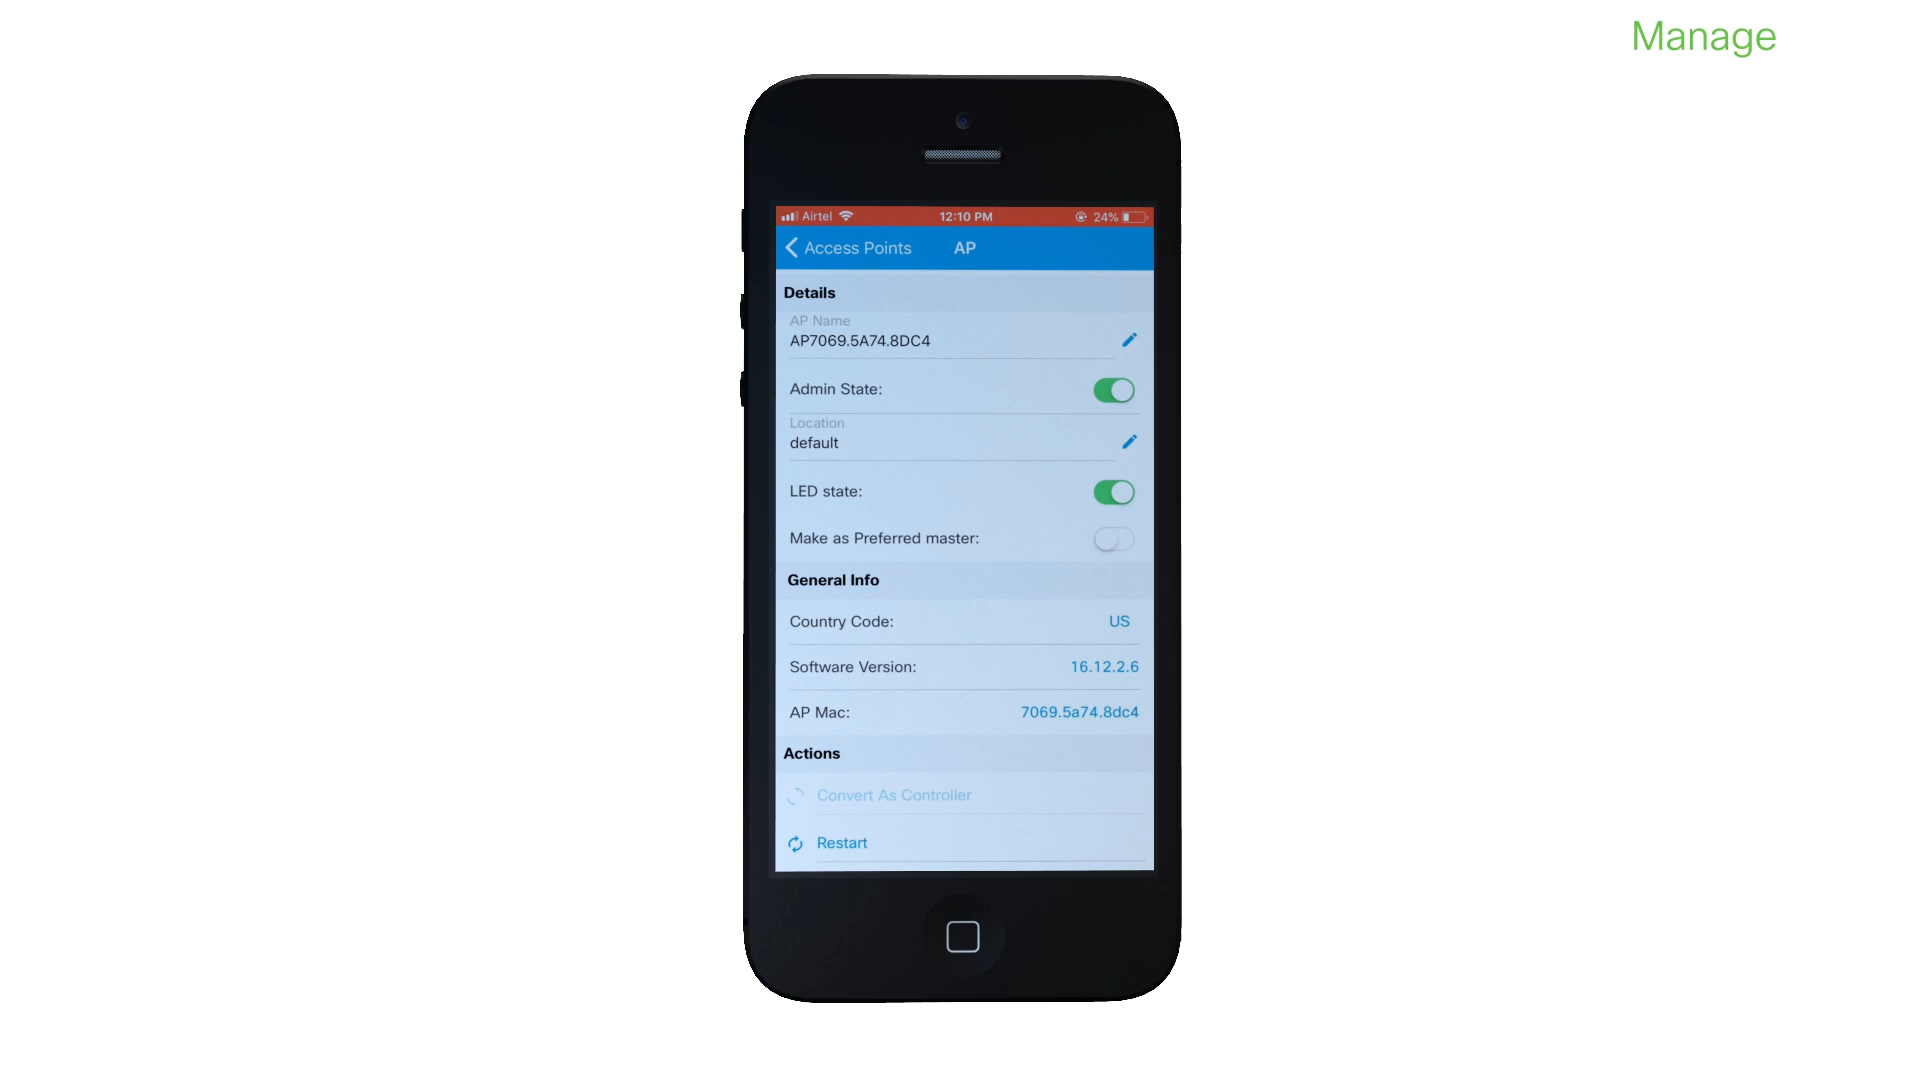 Manage
Airtel 12:10 PM 24%
Access Points AP
Details
AP Name
AP7069.5A74.8DC4
Admin State:
Location
default
LED state:
Make as Preferred master:
General Info
Country Code: US
Software Version: 16.12.2.6
AP Mac: 7069.5a74.8dc4
Actions
Convert As Controller
Restart